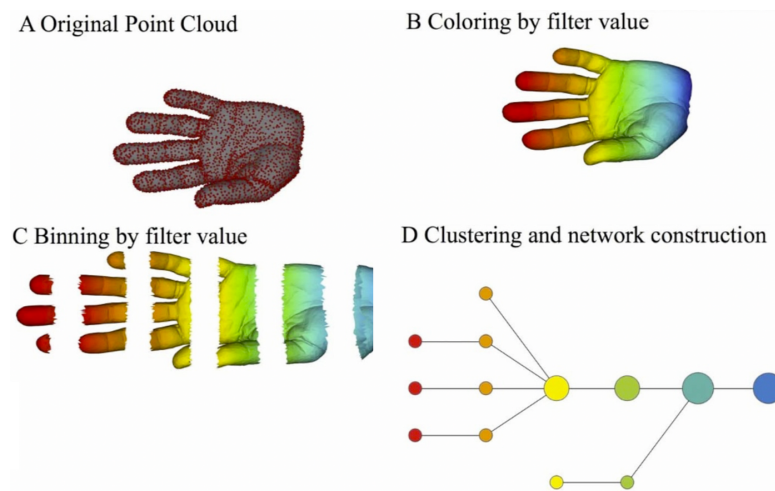 A Original Point Cloud
B Coloring by filter value
C Binning by filter value
D Clustering and network construction